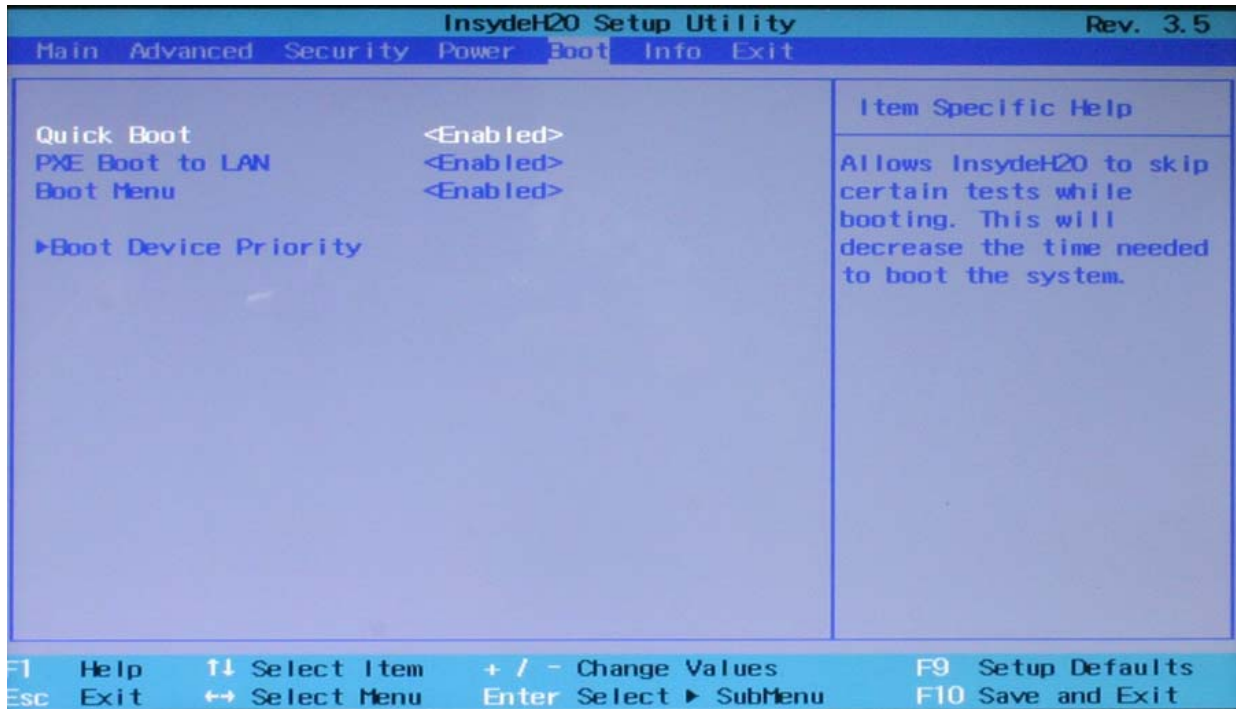 InsydeH20 Setup Utility Rev. 3.5
Main Advanced Security Power Boot Info Exit
Quick Boot <Enabled>
PXE Boot to LAN <Enabled>
Boot Menu <Enabled>
▶Boot Device Priority
Item Specific Help
Allows InsydeH20 to skip
certain tests while
booting. This will
decrease the time needed
to boot the system.
F1 Help ↑↓ Select Item + / - Change Values F9 Setup Defaults
Esc Exit ↔ Select Menu Enter Select ▶ SubMenu F10 Save and Exit